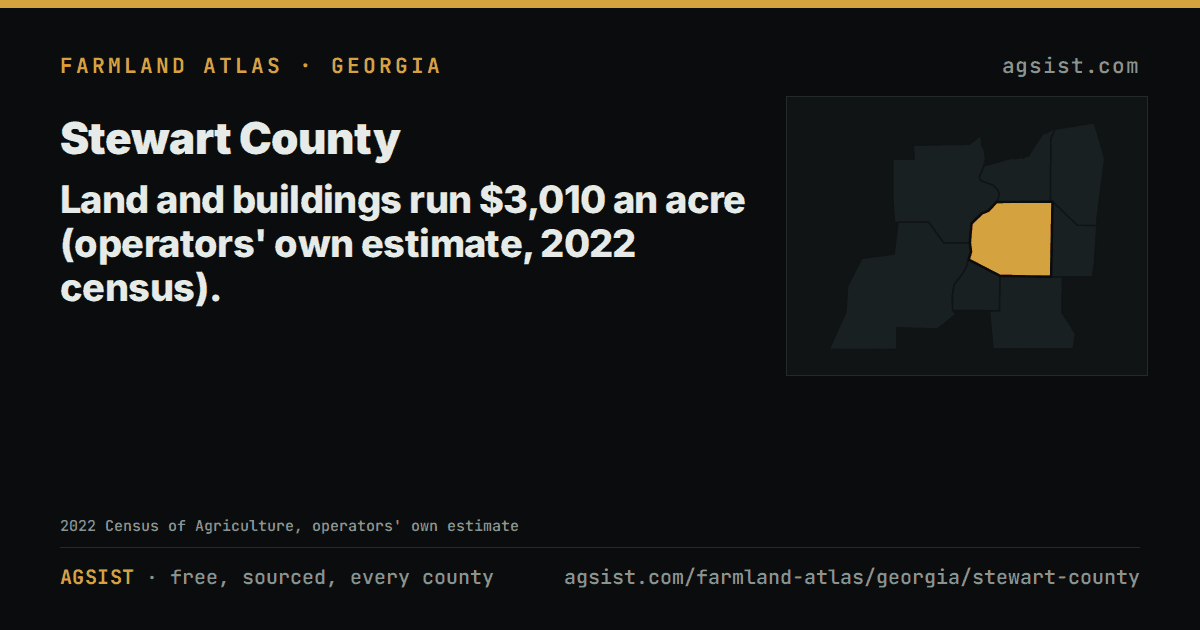 FARMLAND ATLAS · GEORGIA
agsist.com
Stewart County
Land and buildings run $3,010 an acre
(operators' own estimate, 2022
census).
2022 Census of Agriculture, operators' own estimate
AGSIST · free, sourced, every county
agsist.com/farmland-atlas/georgia/stewart-county